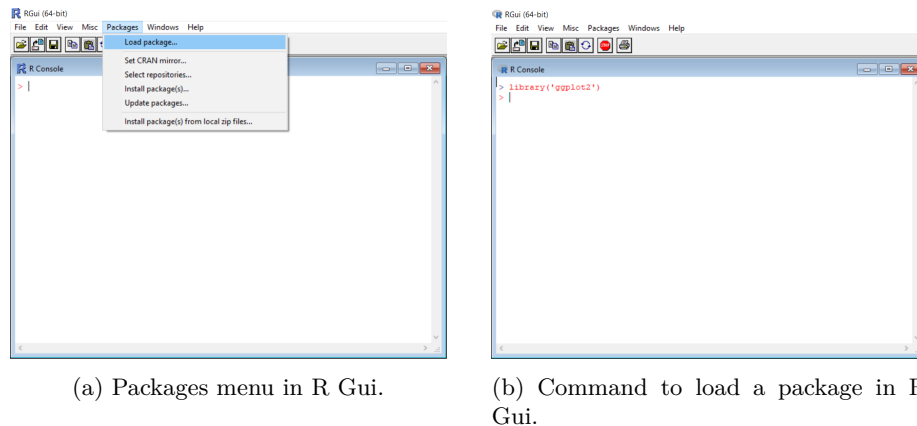 RGui (64-bit)
File Edit View Misc Packages Windows Help
Load package...
Set CRAN mirror...
Select repositories...
Install package(s)...
Update packages...
Install package(s) from local zip files...
R Console
>
(a) Packages menu in R Gui.
RGui (64-bit)
File Edit View Misc Packages Windows Help
STOP
R Console
> library('ggplot2')
>
(b) Command to load a package in R
Gui.